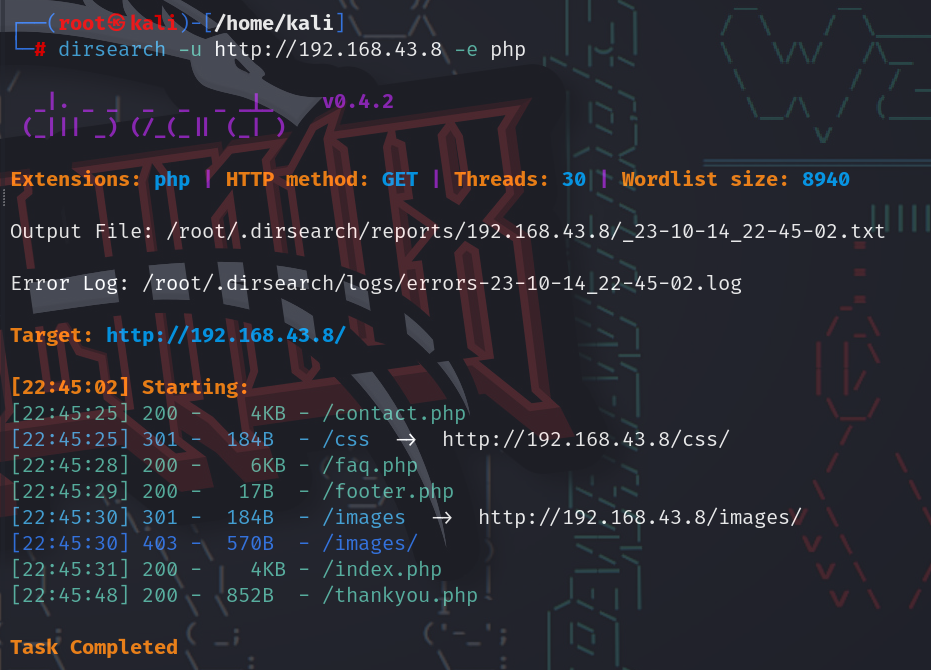 (root㉿kali)-[/home/kali]
# dirsearch -u http://192.168.43.8 -e php
v0.4.2
Extensions: php | HTTP method: GET | Threads: 30 | Wordlist size: 8940
Output File: /root/.dirsearch/reports/192.168.43.8/_23-10-14_22-45-02.txt
Error Log: /root/.dirsearch/logs/errors-23-10-14_22-45-02.log
Target: http://192.168.43.8/
[22:45:02] Starting:
[22:45:25] 200 - 4KB - /contact.php
[22:45:25] 301 - 184B - /css → http://192.168.43.8/css/
[22:45:28] 200 - 6KB - /faq.php
[22:45:29] 200 - 17B - /footer.php
[22:45:30] 301 - 184B - /images → http://192.168.43.8/images/
[22:45:30] 403 - 570B - /images/
[22:45:31] 200 - 4KB - /index.php
[22:45:48] 200 - 852B - /thankyou.php
Task Completed